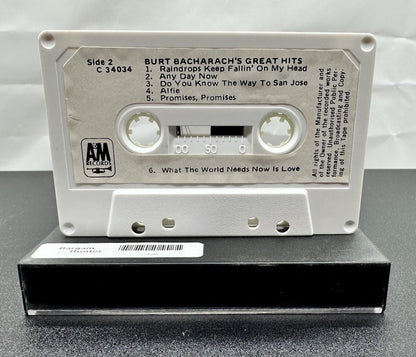 Side 2
C 34034
BURT BACHARACH'S GREAT HITS
1. Raindrops Keep Fallin' On My Head
2. Any Day Now
3. Do You Know The Way To San Jose
4. Alfie
5. Promises, Promises
A&M
RECORDS
OO 50 0
6. What The World Needs Now Is Love
All rights of the Manufacturer and
of the Owner of the recorded works
reserved. Unauthorised Public Per-
formance. Broadcasting and Copy-
ing of this Tape prohibited
Bargain
Hunter